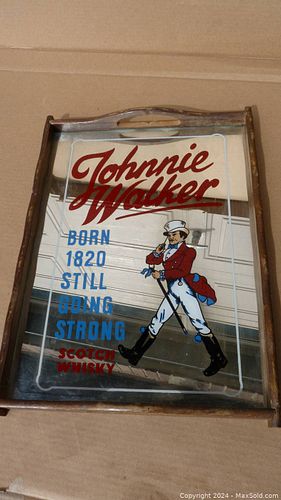 Johnnie
Walker
BORN
1820
STILL
GOING
STRONG
SCOTCH
WHISKY
Copyright 2024 - MaxSold.com